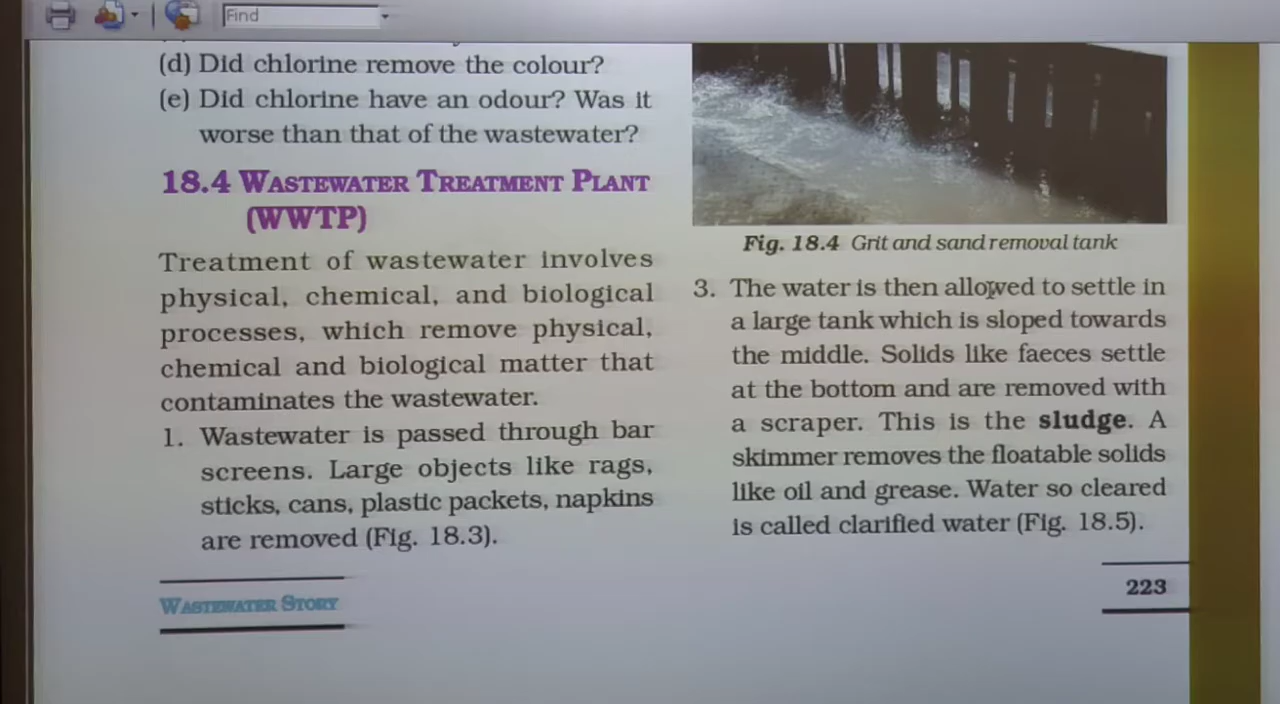 Find
(d) Did chlorine remove the colour?
(e) Did chlorine have an odour? Was it
worse than that of the wastewater?
18.4 WASTEWATER TREATMENT PLANT
(WWTP)
Treatment of wastewater involves
physical, chemical, and biological
processes, which remove physical,
chemical and biological matter that
contaminates the wastewater.
1. Wastewater is passed through bar
screens. Large objects like rags,
sticks, cans, plastic packets, napkins
are removed (Fig. 18.3).
WASTEWATER STORY
Fig. 18.4 Grit and sand removal tank
3. The water is then allowed to settle in
a large tank which is sloped towards
the middle. Solids like faeces settle
at the bottom and are removed with
a scraper. This is the sludge. A
skimmer removes the floatable solids
like oil and grease. Water so cleared
is called clarified water (Fig. 18.5).
223